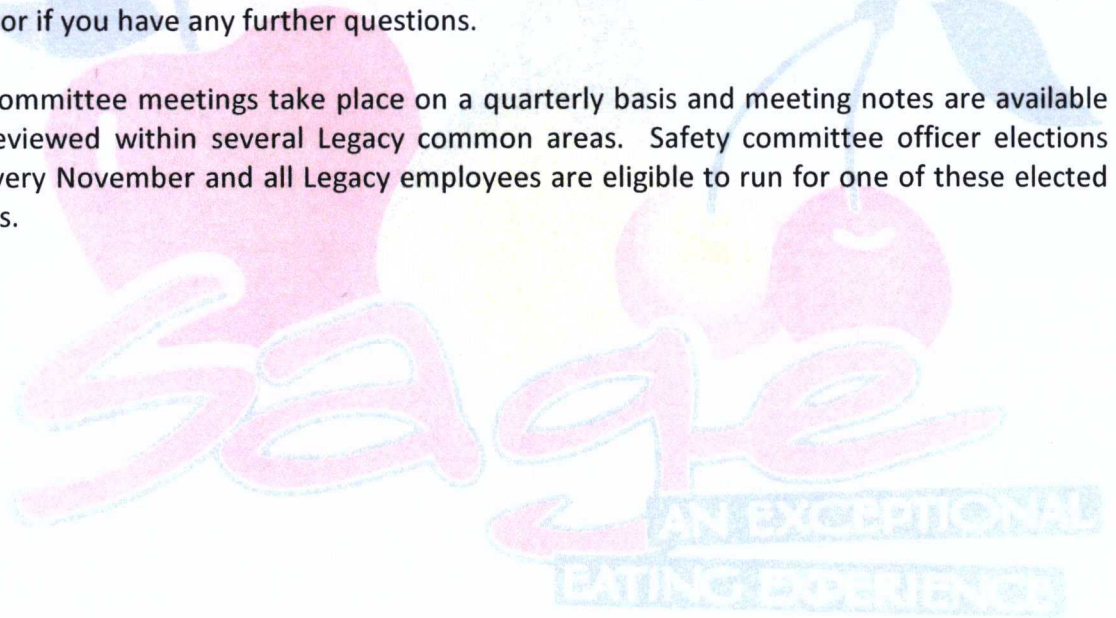 or if you have any further questions.
ommittee meetings take place on a quarterly basis and meeting notes are available
eviewed within several Legacy common areas. Safety committee officer elections
very November and all Legacy employees are eligible to run for one of these elected
s.
Sage
AN EXCEPTIONAL
EATING EXPERIENCE